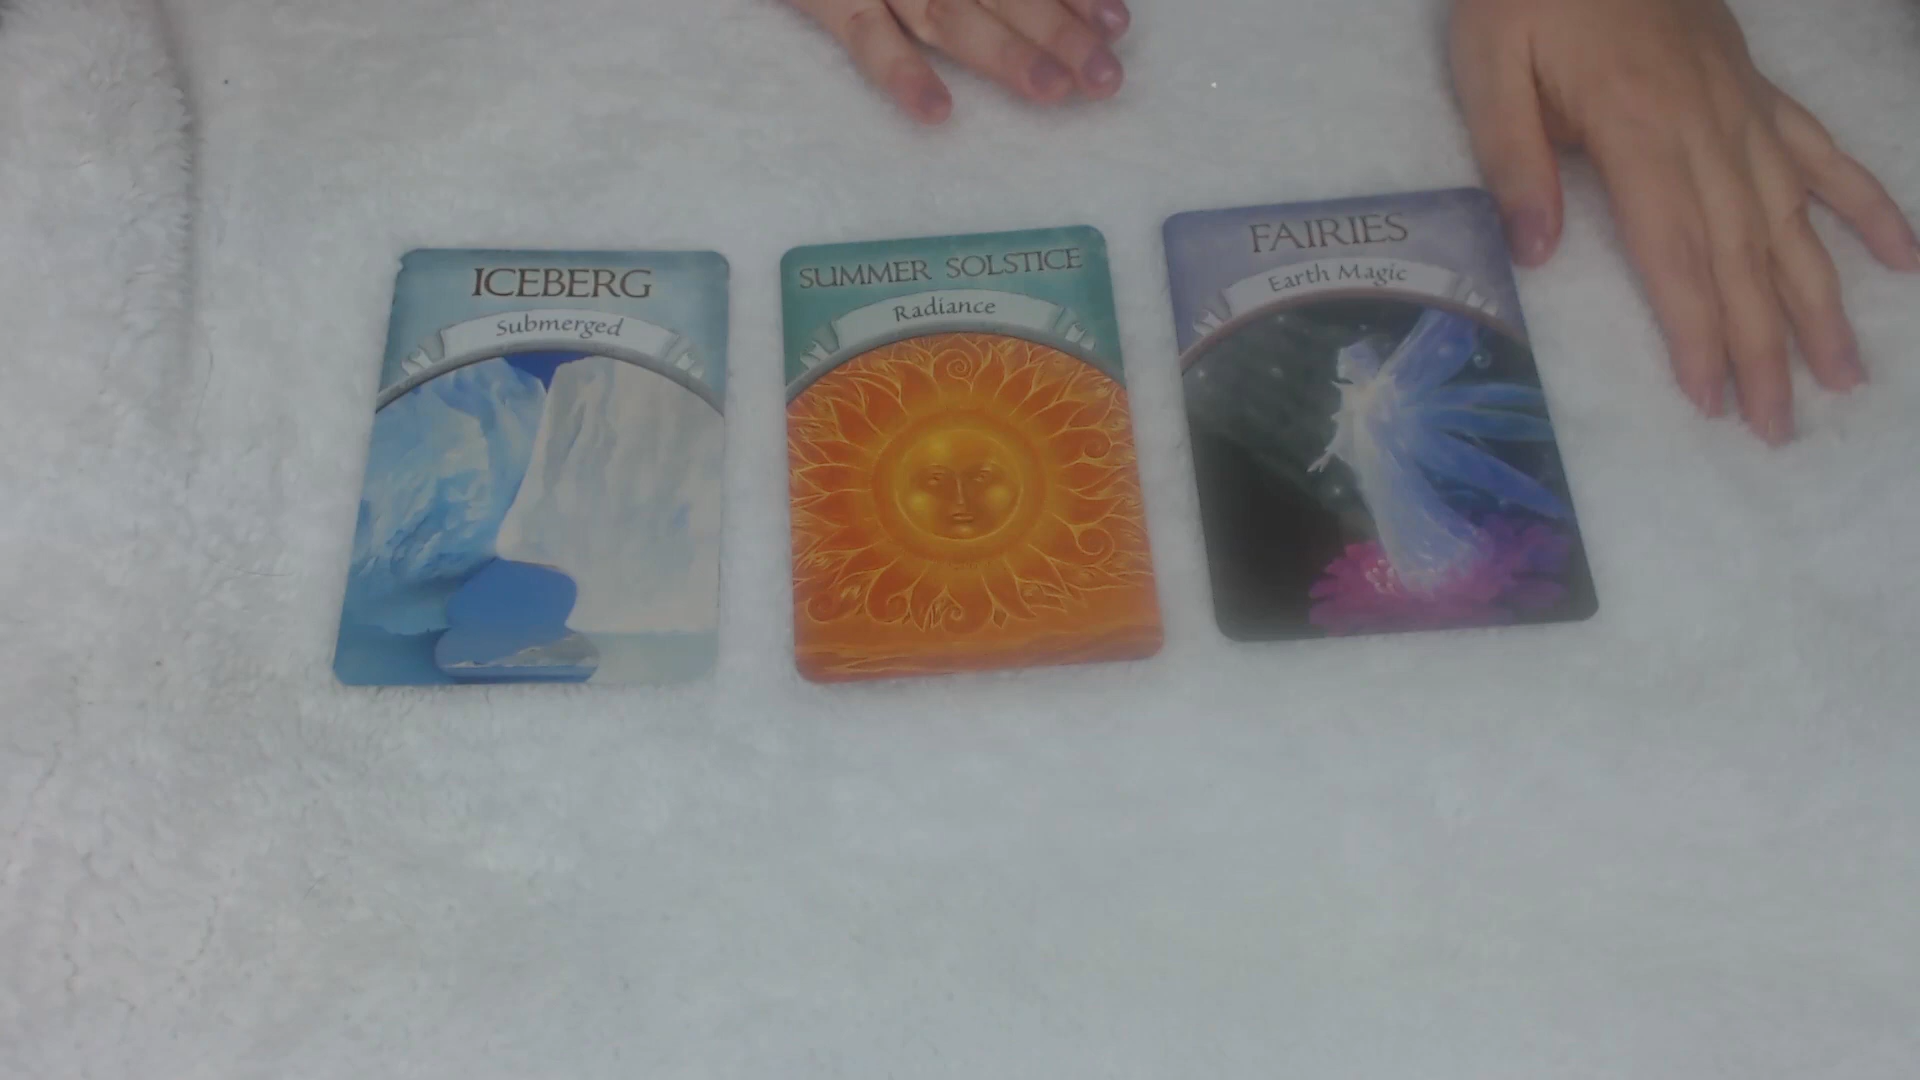 ICEBERG
Submerged
SUMMER SOLSTICE
Radiance
FAIRIES
Earth Magic